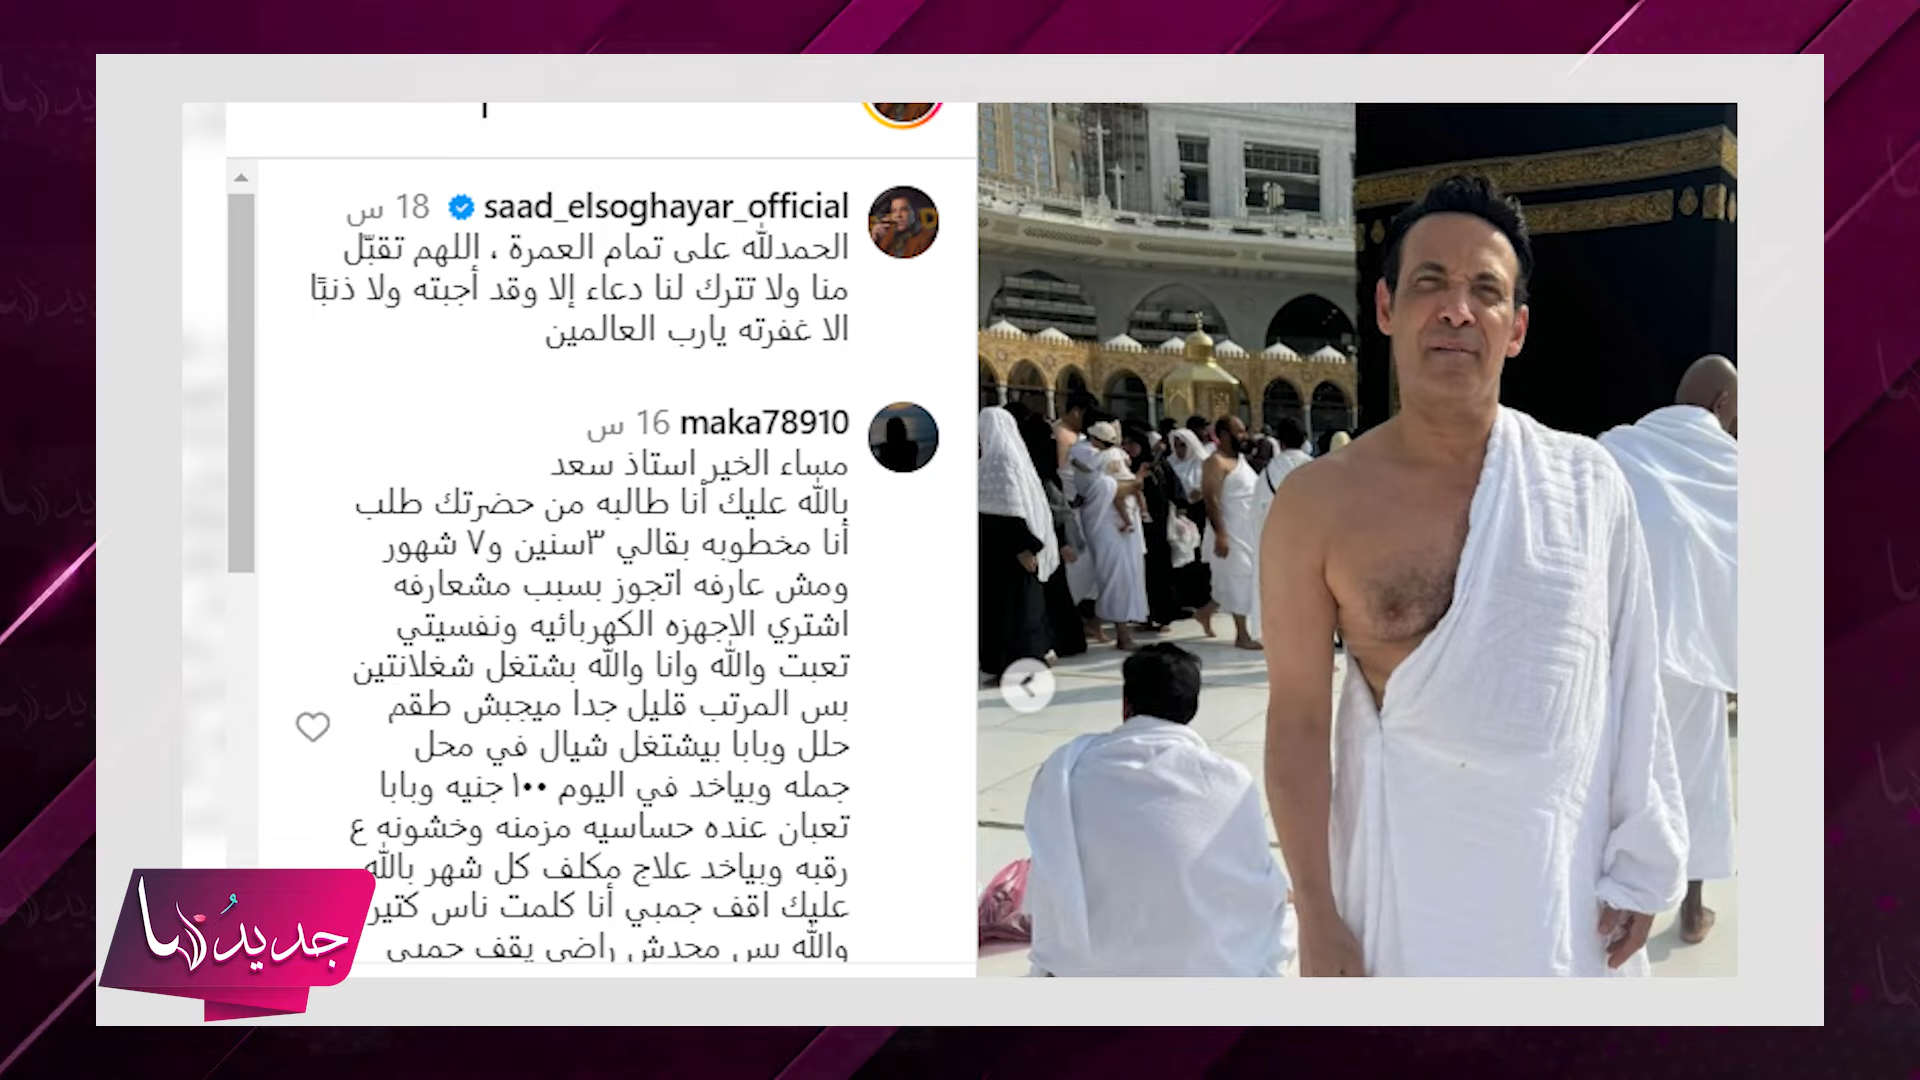 saad_elsoghayar_official 18 س
الحمدلله على تمام العمرة ، اللهم تقبّل
منا ولا تترك لنا دعاء إلا وقد أجبته ولا ذنبًا
الا غفرته يارب العالمين
maka78910 16 س
مساء الخير استاذ سعد
بالله عليك أنا طالبه من حضرتك طلب
أنا مخطوبه بقالي ٣سنين و٧ شهور
ومش عارفه اتجوز بسبب مشعارفه
اشتري الاجهزه الكهربائيه ونفسيتي
تعبت والله وانا والله بشتغل شغلانتين
بس المرتب قليل جدا ميجبش طقم
حلل وبابا بيشتغل شيال في محل
جمله وبياخد في اليوم ١٠٠ جنيه وبابا
تعبان عنده حساسيه مزمنه وخشونه ع
رقبه وبياخد علاج مكلف كل شهر بالله
عليك اقف جمبي أنا كلمت ناس كتير
والله بس محدش راضي يقف جمبي
جديدُنا